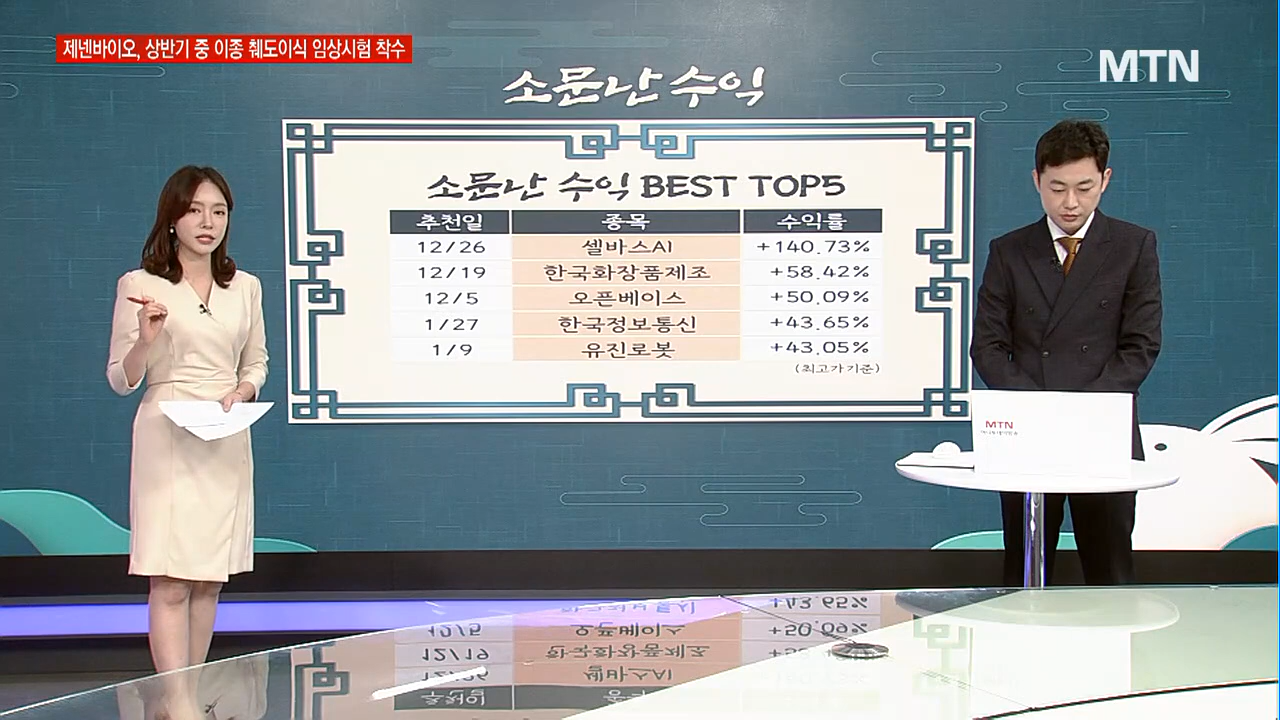 제넨바이오, 상반기 중 이종 췌도이식 임상시험 착수
MTN
소문난 수익
소문난 수익 BEST TOP5
추천일 종목 수익률
12/26 셀바스AI +140.73%
12/19 한국화장품제조 +58.42%
12/5 오픈베이스 +50.09%
1/27 한국정보통신 +43.65%
1/9 유진로봇 +43.05%
(최고가 기준)
MTN